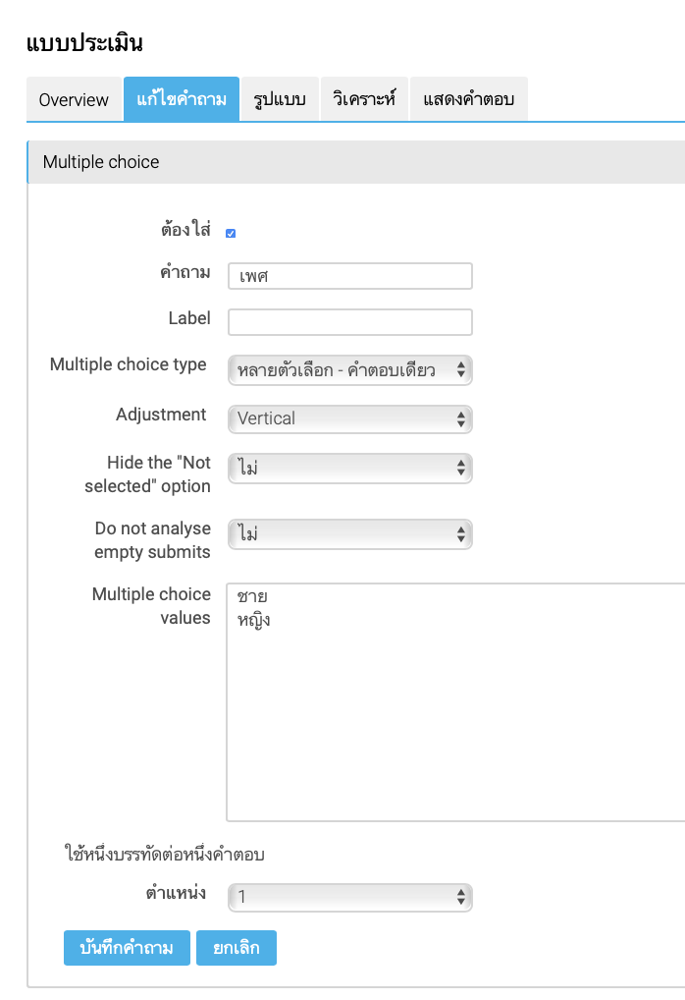 แบบประเมิน
Overview แก้ไขคำถาม รูปแบบ วิเคราะห์ แสดงคำตอบ
Multiple choice
ต้องใส่
คำถาม เพศ
Label
Multiple choice type หลายตัวเลือก - คำตอบเดียว
Adjustment Vertical
Hide the "Not
selected" option ไม่
Do not analyse
empty submits ไม่
Multiple choice
values
ชาย
หญิง
ใช้หนึ่งบรรทัดต่อหนึ่งคำตอบ
ตำแหน่ง 1
บันทึกคำถาม ยกเลิก